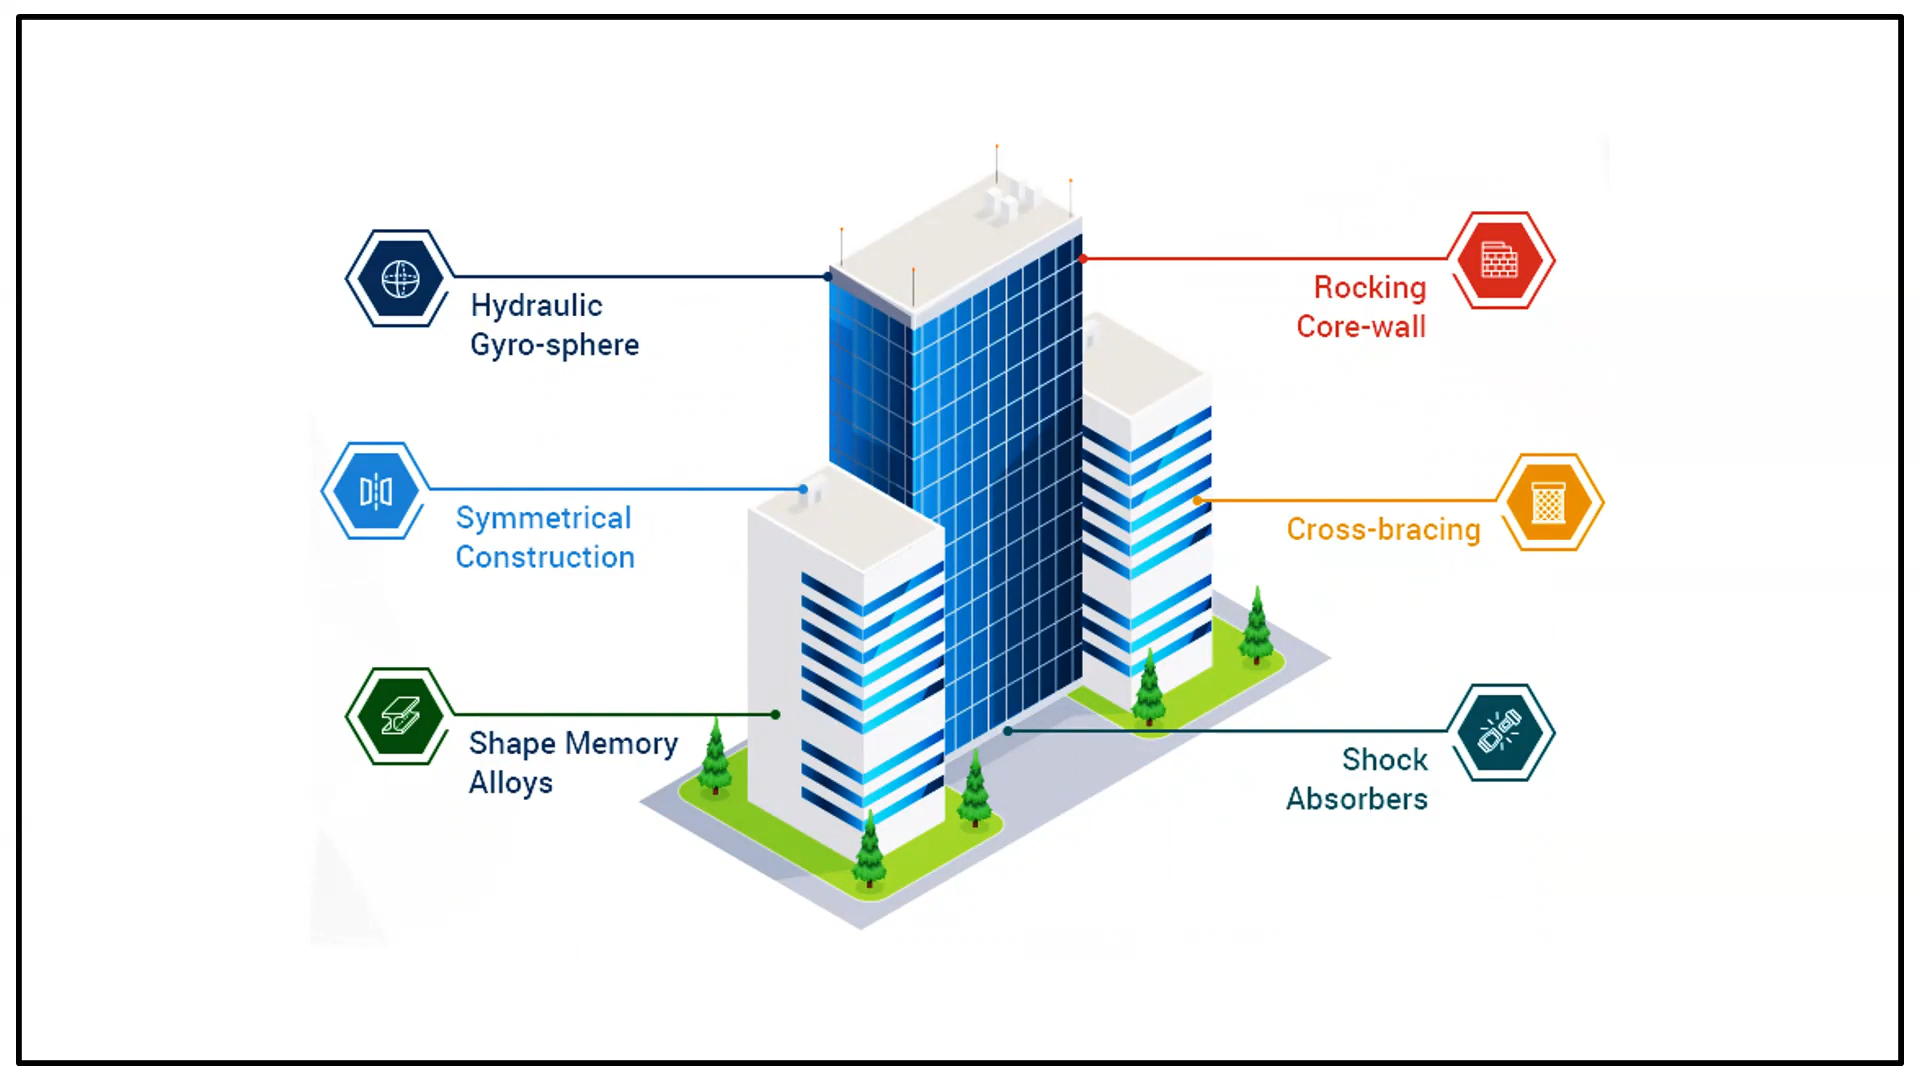 Hydraulic
Gyro-sphere
Rocking
Core-wall
Symmetrical
Construction
Cross-bracing
Shape Memory
Alloys
Shock
Absorbers